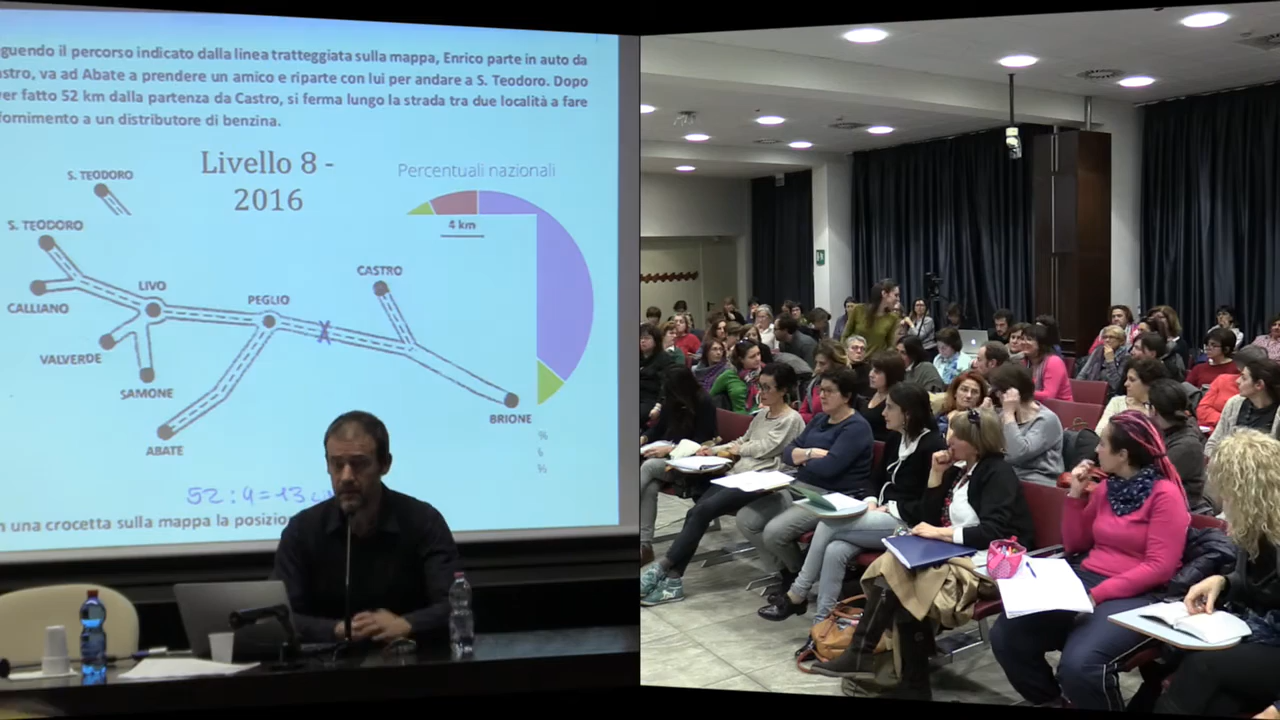 guendo il percorso indicato dalla linea tratteggiata sulla mappa, Enrico parte in auto da
astro, va ad Abate a prendere un amico e riparte con lui per andare a S. Teodoro. Dopo
er fatto 52 km dalla partenza da Castro, si ferma lungo la strada tra due località a fare
fornimento a un distributore di benzina.
Livello 8 -
2016
Percentuali nazionali
S. TEODORO
4 km
S. TEODORO
CASTRO
LIVO
PEGLIO
CALLIANO
VALVERDE
SAMONE
BRIONE
ABATE
52 : 4 = 13
n una crocetta sulla mappa la posizio